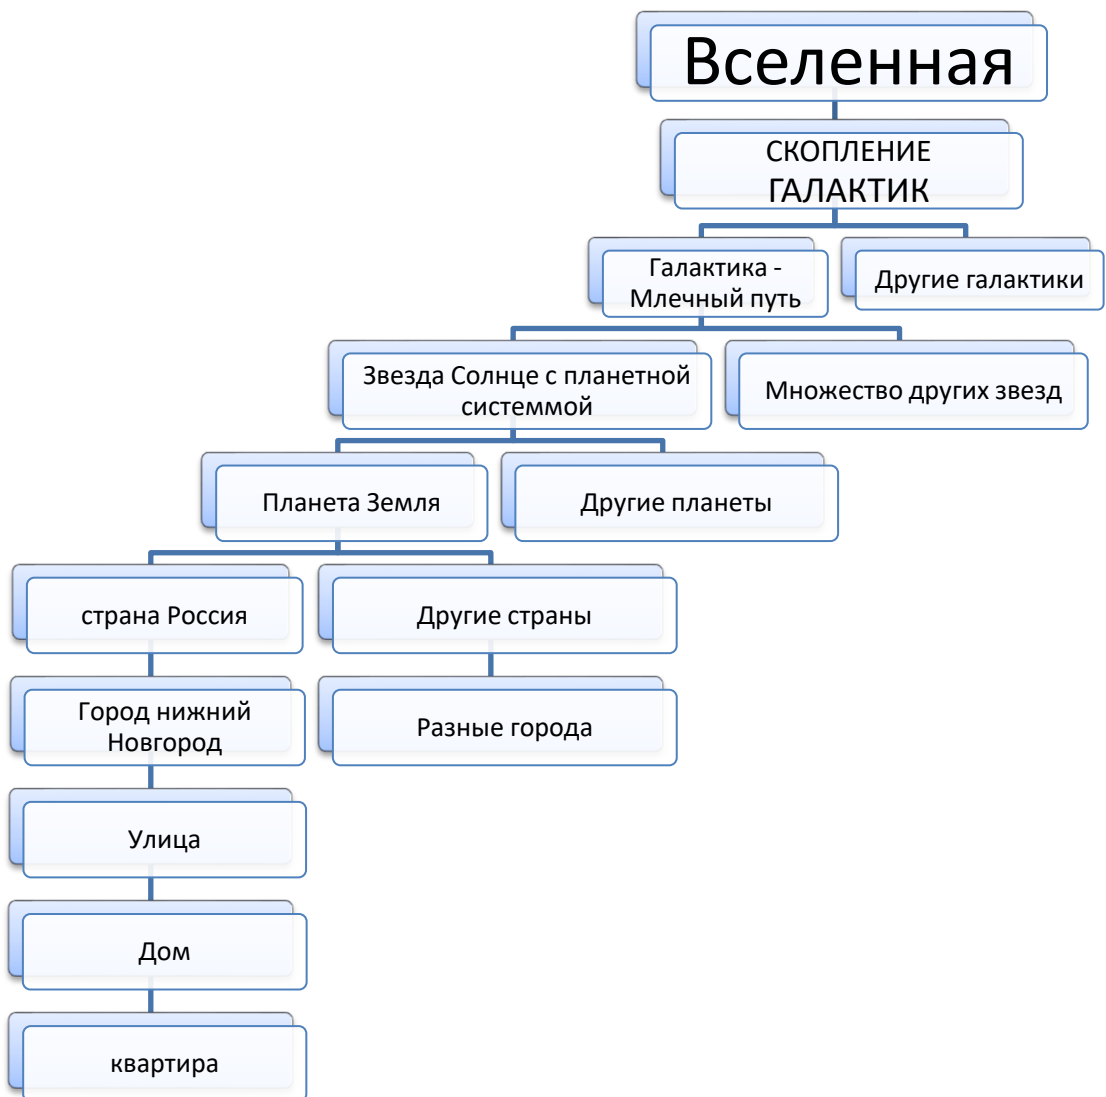 Вселенная
СКОПЛЕНИЕ
ГАЛАКТИК
Галактика -
Млечный путь
Другие галактики
Звезда Солнце с планетной
системмой
Множество других звезд
Планета Земля
Другие планеты
страна Россия
Другие страны
Город нижний
Новгород
Разные города
Улица
Дом
квартира